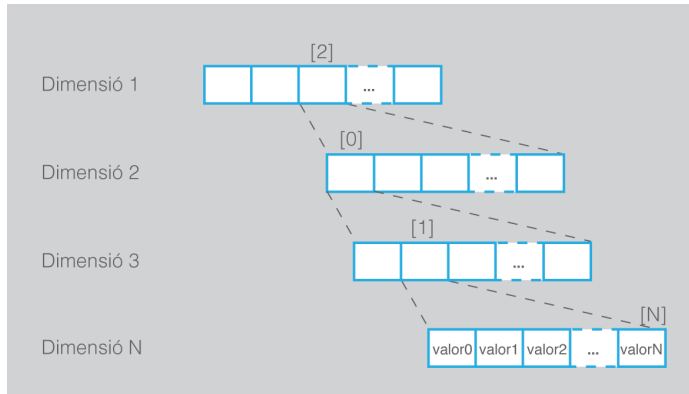 [2]
Dimensió 1
...
[0]
Dimensió 2
...
[1]
Dimensió 3
...
[N]
Dimensió N
valor0 valor1 valor2 ... valorN